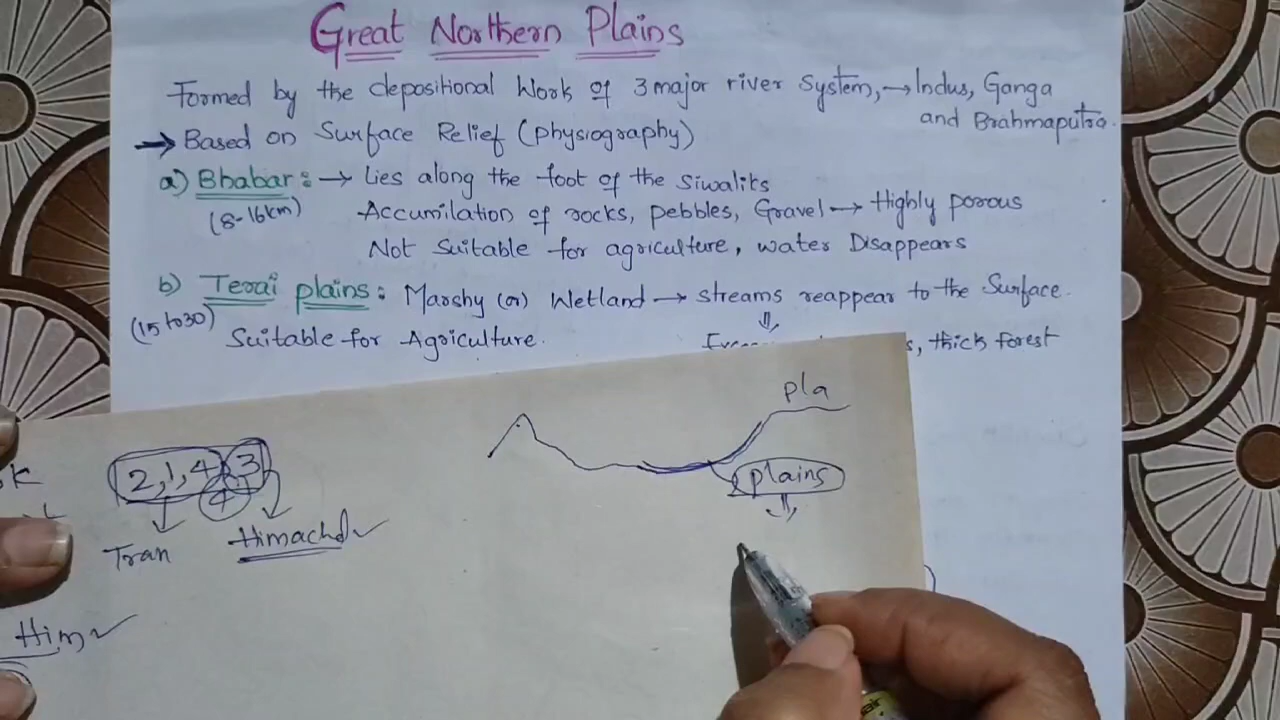 Great Northern Plains
Formed by the depositional Work of 3 major river System, → Indus, Ganga
and Brahmaputra.
→ Based on Surface Relief (Physiography)
a) Bhabar: → Lies along the foot of the Siwaliks
(8-16km)
Accumilation of rocks, pebbles, Gravel → Highly porous
Not Suitable for agriculture, water Disappears
b) Terai plains: Marshy (or) Wetland → streams reappear to the Surface.
(15 to 30)
Suitable for Agriculture.
, thick forest
pla
plains
2, 1, 4, 3
4
Tran
Himachal ✓
Him ✓